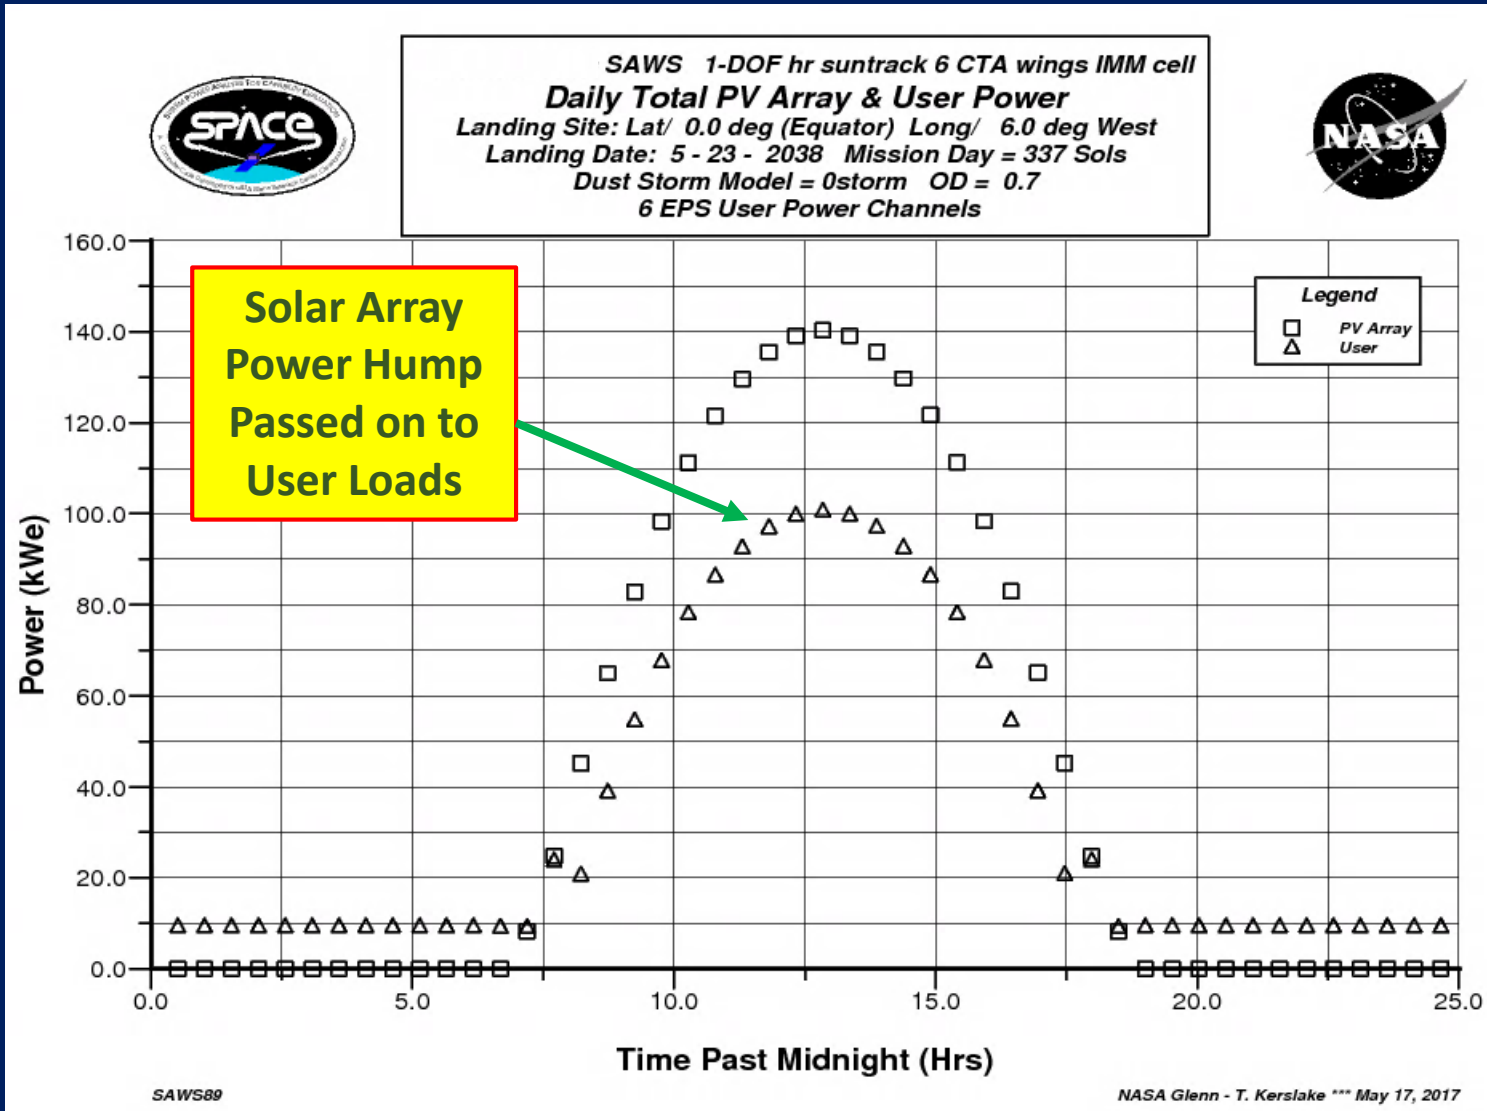 SPACE
SAWS 1-DOF hr suntrack 6 CTA wings IMM cell
Daily Total PV Array & User Power
Landing Site: Lat/ 0.0 deg (Equator) Long/ 6.0 deg West
Landing Date: 5 - 23 - 2038 Mission Day = 337 Sols
Dust Storm Model = 0storm OD = 0.7
6 EPS User Power Channels
NASA
160.0
140.0
120.0
100.0
80.0
60.0
40.0
20.0
0.0
Power (kWe)
Solar Array
Power Hump
Passed on to
User Loads
Legend
PV Array
User
0.0 5.0 10.0 15.0 20.0 25.0
Time Past Midnight (Hrs)
SAWS89
NASA Glenn - T. Kerslake *** May 17, 2017